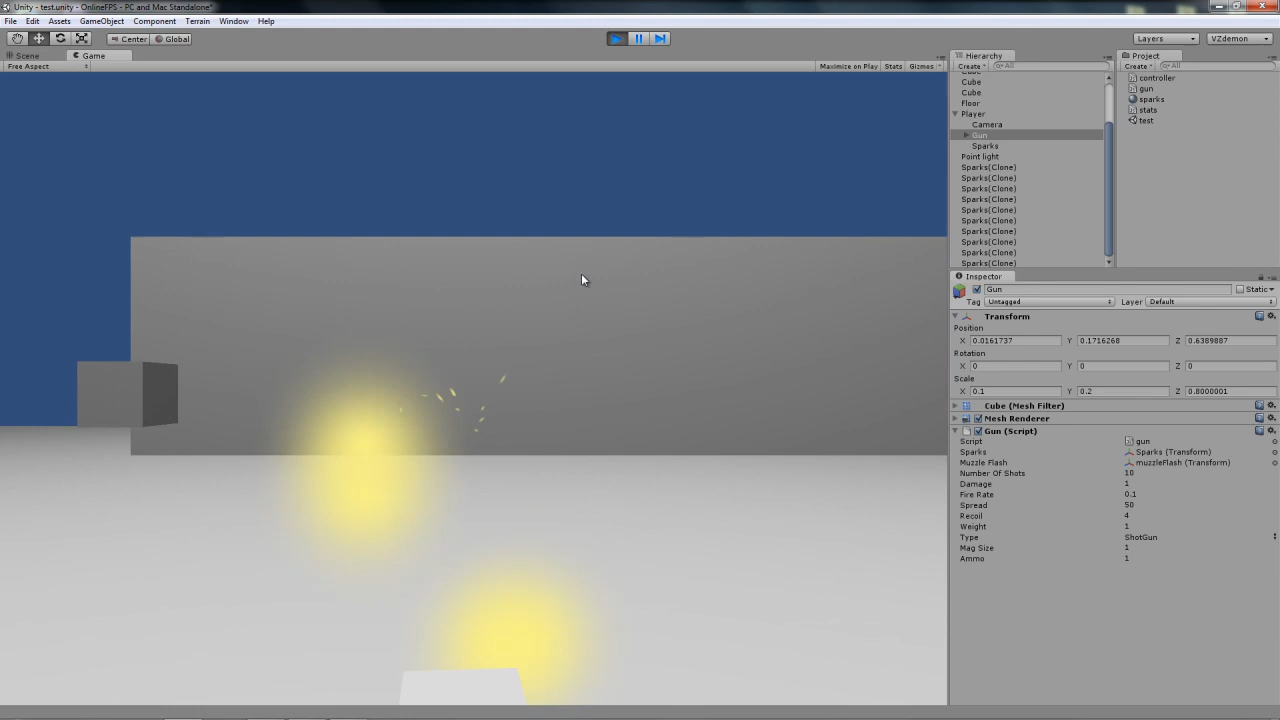 Unity - test.unity - OnlineFPS - PC and Mac Standalone*
File Edit Assets GameObject Component Terrain Window Help
Center Global Layers VZdemon
Scene Game
Free Aspect Maximize on Play Stats Gizmos
Hierarchy
Create All
Cube
Cube
Cube
Floor
Player
Camera
Gun
Sparks
Point light
Sparks(Clone)
Sparks(Clone)
Sparks(Clone)
Sparks(Clone)
Sparks(Clone)
Sparks(Clone)
Sparks(Clone)
Sparks(Clone)
Sparks(Clone)
Sparks(Clone)
Project
Create All
controller
gun
sparks
stats
test
Inspector
Gun Static
Tag Untagged Layer Default
Transform
Position
X 0.0161737 Y 0.1716268 Z 0.6389887
Rotation
X 0 Y 0 Z 0
Scale
X 0.1 Y 0.2 Z 0.8000001
Cube (Mesh Filter)
Mesh Renderer
Gun (Script)
Script gun
Sparks Sparks (Transform)
Muzzle Flash muzzleFlash (Transform)
Number Of Shots 10
Damage 1
Fire Rate 0.1
Spread 50
Recoil 4
Weight 1
Type ShotGun
Mag Size 1
Ammo 1